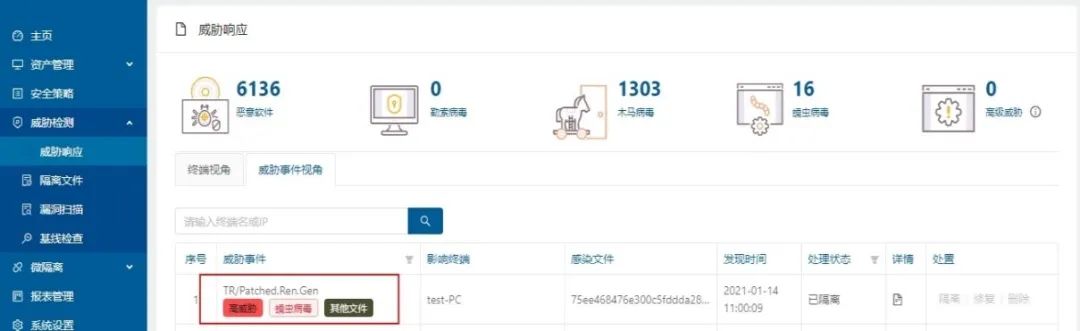 主页
资产管理
安全策略
威胁检测
威胁响应
隔离文件
漏洞扫描
基线检查
微隔离
报表管理
系统设置
威胁响应
6136
恶意软件
0
勒索病毒
1303
木马病毒
16
蠕虫病毒
0
高级威胁
终端视角 威胁事件视角
请输入终端名或IP
序号 威胁事件 影响终端 感染文件 发现时间 处理状态 详情 处置
1 TR/Patched.Ren.Gen test-PC 75ee468476e300c5fddda28... 2021-01-14 11:00:09 已隔离 隔离 | 修复 | 删除
高威胁 蠕虫病毒 其他文件